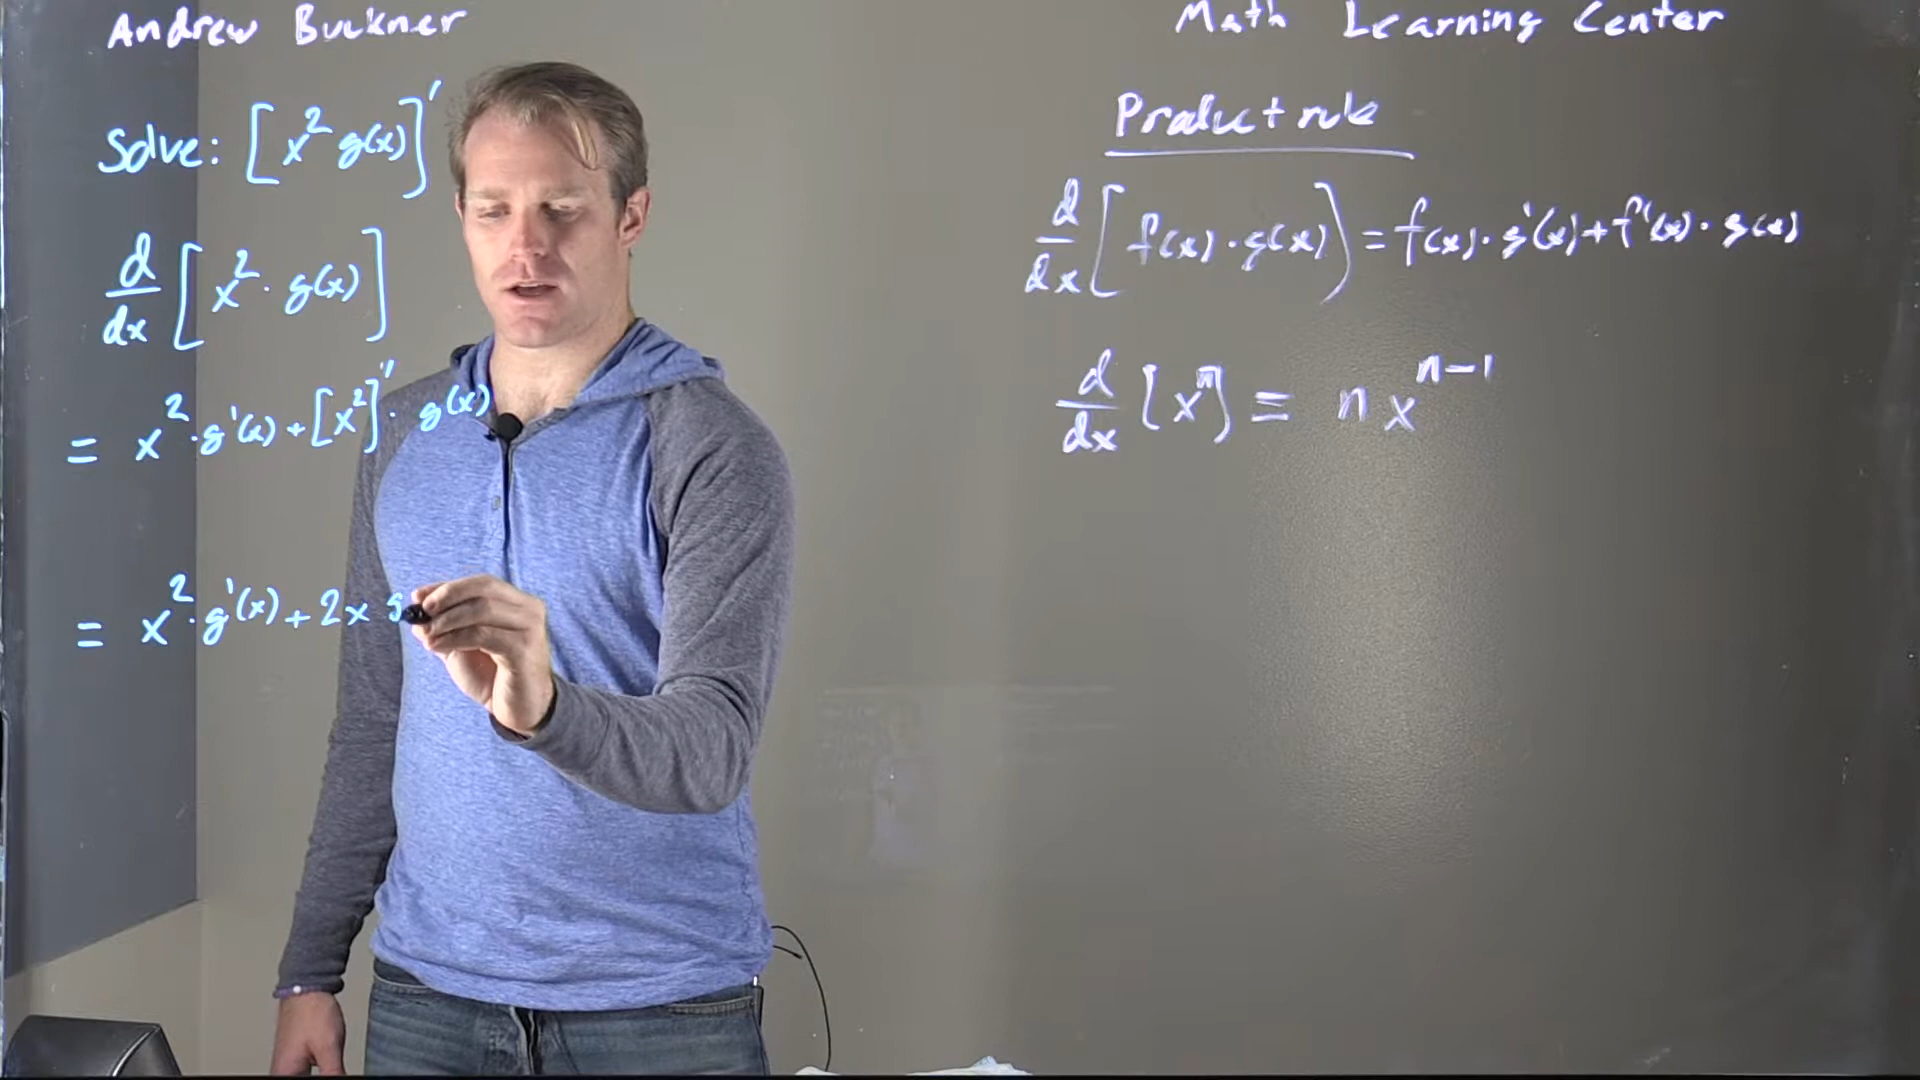 Andrew Buckner
Solve: [x² g(x)]'
d/dx [x² · g(x)]
= x² · g'(x) + [x²]' · g(x)
= x² · g'(x) + 2x g
Math Learning Center
Product rule
d/dx [f(x) · g(x)] = f(x) · g'(x) + f'(x) · g(x)
d/dx [xⁿ] = n xⁿ⁻¹